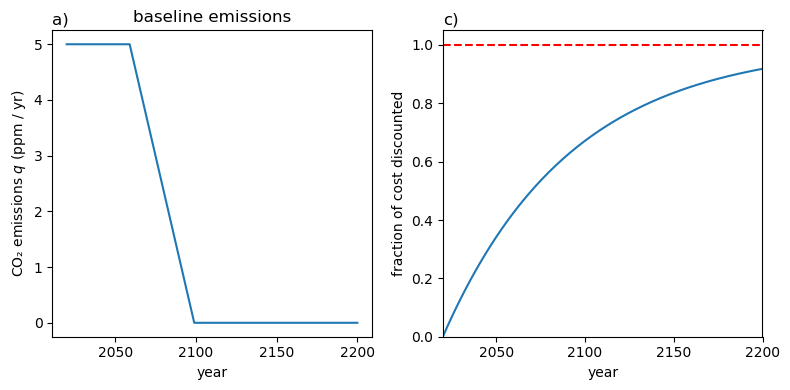 a)
baseline emissions
CO₂ emissions q (ppm / yr)
5
4
3
2
1
0
2050
2100
2150
2200
year
c)
fraction of cost discounted
1.0
0.8
0.6
0.4
0.2
0.0
2050
2100
2150
2200
year